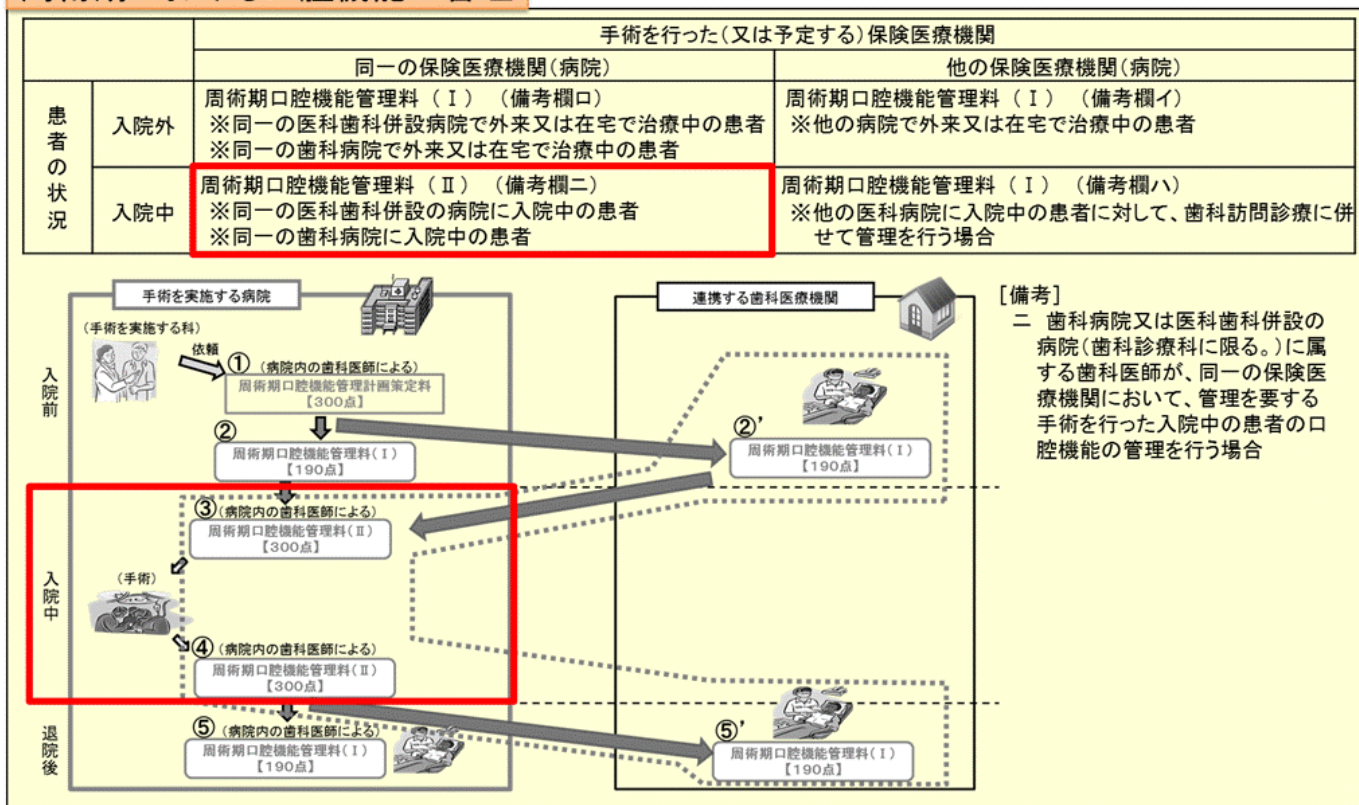 手術を行った(又は予定する)保険医療機関
同一の保険医療機関(病院)
他の保険医療機関(病院)
患者の状況
入院外
周術期口腔機能管理料（Ⅰ）（備考欄ロ）
※同一の医科歯科併設病院で外来又は在宅で治療中の患者
※同一の歯科病院で外来又は在宅で治療中の患者
周術期口腔機能管理料（Ⅰ）（備考欄イ）
※他の病院で外来又は在宅で治療中の患者
入院中
周術期口腔機能管理料（Ⅱ）（備考欄ニ）
※同一の医科歯科併設の病院に入院中の患者
※同一の歯科病院に入院中の患者
周術期口腔機能管理料（Ⅰ）（備考欄ハ）
※他の医科病院に入院中の患者に対して、歯科訪問診療に併
せて管理を行う場合
手術を実施する病院
連携する歯科医療機関
(手術を実施する科)
依頼
入院前
①(病院内の歯科医師による)
周術期口腔機能管理計画策定料
【300点】
②
周術期口腔機能管理料(Ⅰ)
【190点】
②’
周術期口腔機能管理料(Ⅰ)
【190点】
入院中
③(病院内の歯科医師による)
周術期口腔機能管理料(Ⅱ)
【300点】
(手術)
④(病院内の歯科医師による)
周術期口腔機能管理料(Ⅱ)
【300点】
退院後
⑤(病院内の歯科医師による)
周術期口腔機能管理料(Ⅰ)
【190点】
⑤’
周術期口腔機能管理料(Ⅰ)
【190点】
[備考]
ニ 歯科病院又は医科歯科併設の
病院(歯科診療科に限る。)に属
する歯科医師が、同一の保険医
療機関において、管理を要する
手術を行った入院中の患者の口
腔機能の管理を行う場合